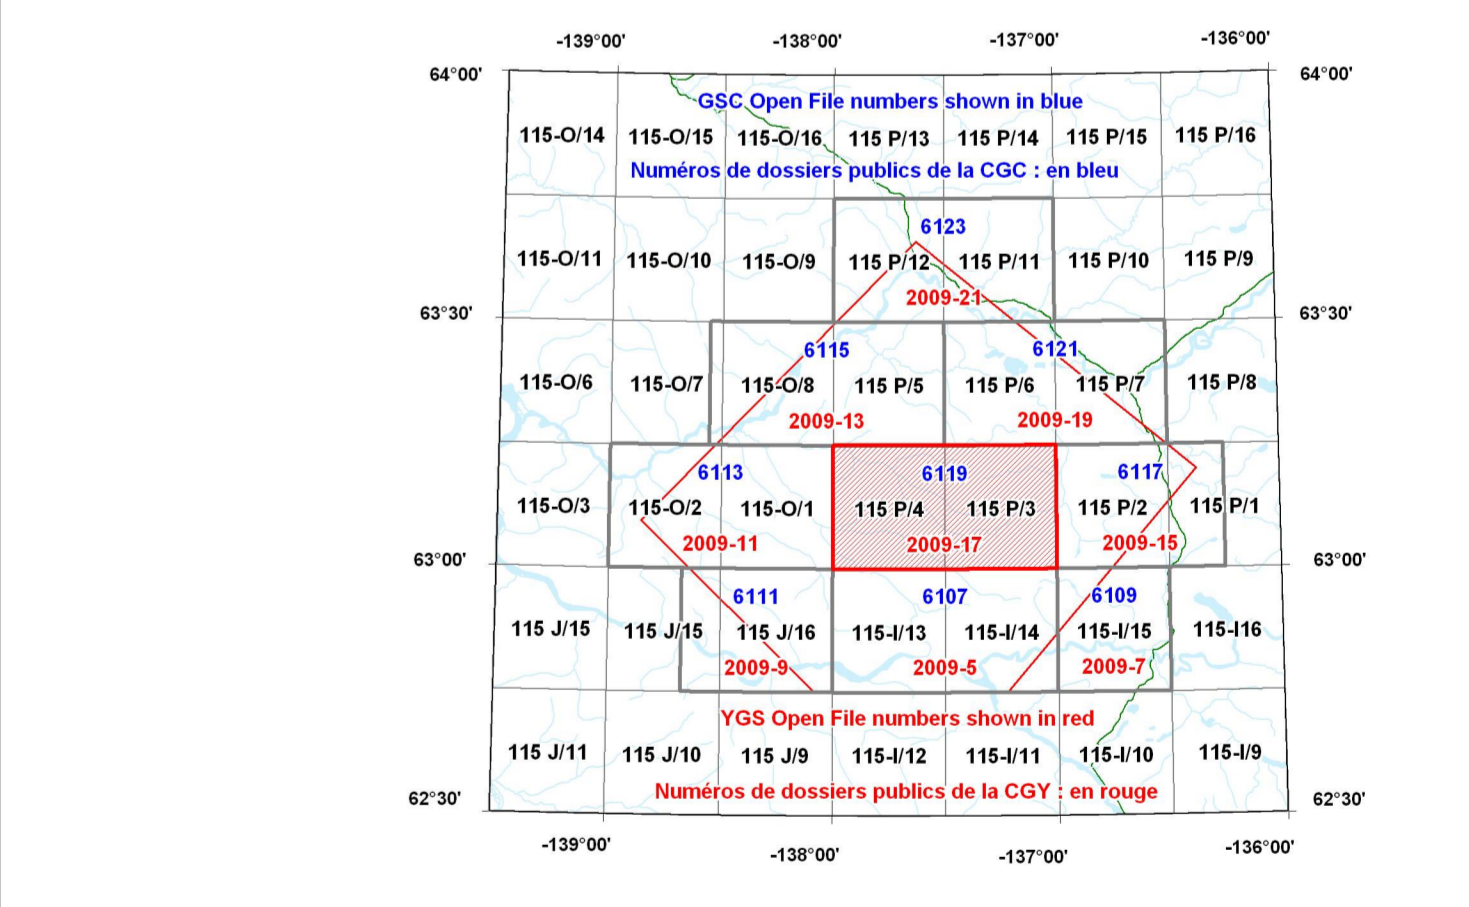 -139°00' -138°00' -137°00' -136°00'
64°00' 64°00'
GSC Open File numbers shown in blue
115-O/14 115-O/15 115-O/16 115 P/13 115 P/14 115 P/15 115 P/16
Numéros de dossiers publics de la CGC : en bleu
6123
115-O/11 115-O/10 115-O/9 115 P/12 115 P/11 115 P/10 115 P/9
2009-21
63°30' 63°30'
6115 6121
115-O/6 115-O/7 115-O/8 115 P/5 115 P/6 115 P/7 115 P/8
2009-13 2009-19
6113 6119 6117
115-O/3 115-O/2 115-O/1 115 P/4 115 P/3 115 P/2 115 P/1
2009-11 2009-17 2009-15
63°00' 63°00'
6111 6107 6109
115 J/15 115 J/15 115 J/16 115-I/13 115-I/14 115-I/15 115-I16
2009-9 2009-5 2009-7
YGS Open File numbers shown in red
115 J/11 115 J/10 115 J/9 115-I/12 115-I/11 115-I/10 115-I/9
Numéros de dossiers publics de la CGY : en rouge
62°30' 62°30'
-139°00' -138°00' -137°00' -136°00'